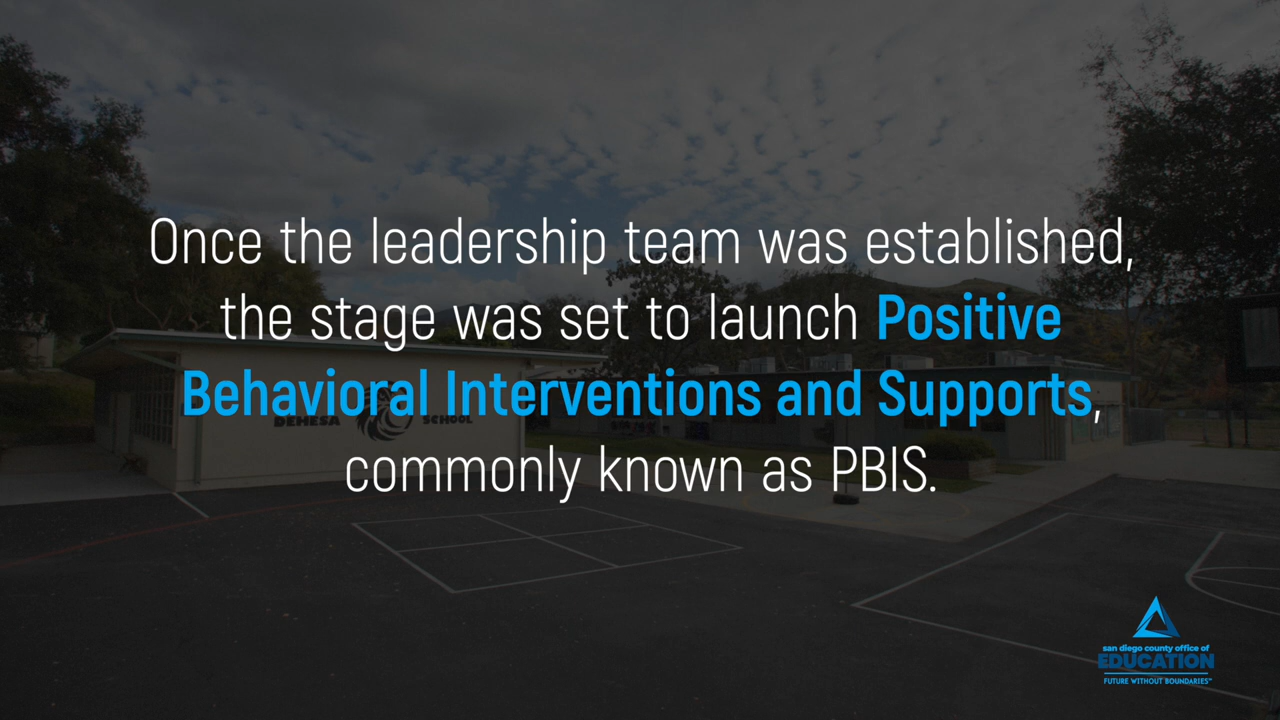 Once the leadership team was established,
the stage was set to launch Positive
Behavioral Interventions and Supports,
commonly known as PBIS.
DEHESA SCHOOL
san diego county office of
EDUCATION
FUTURE WITHOUT BOUNDARIES™